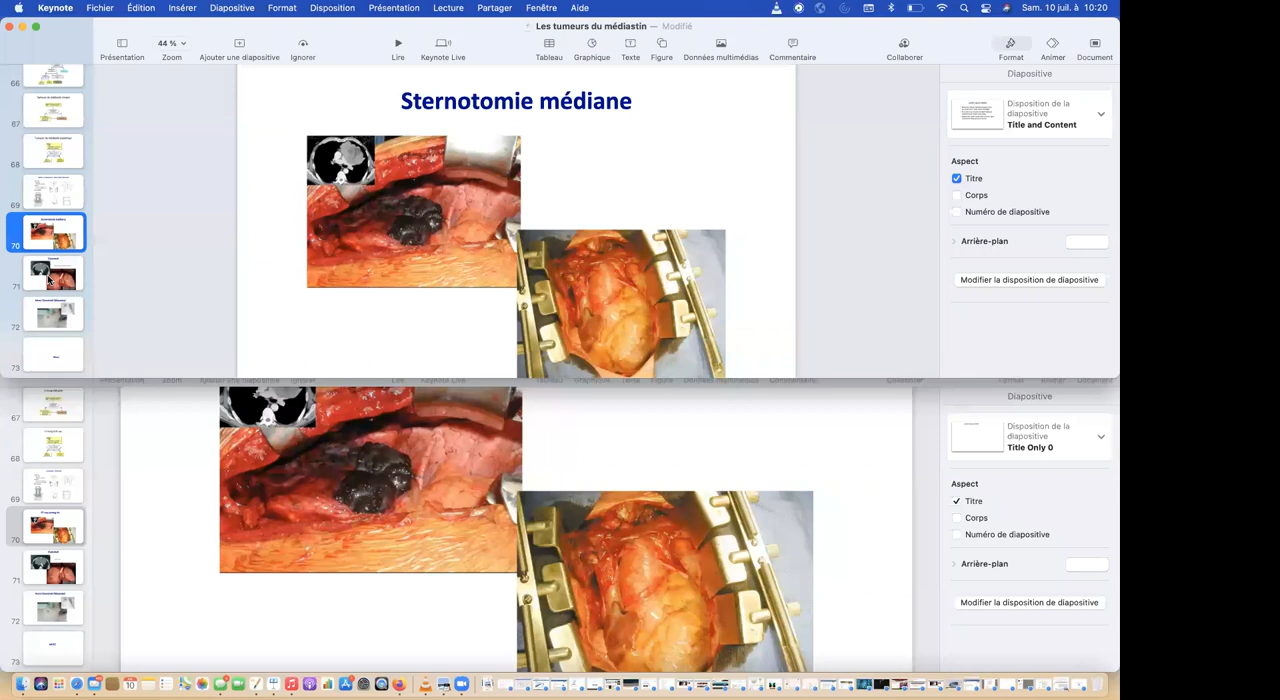 Keynote Fichier Édition Insérer Diapositive Format Disposition Présentation Lecture Partager Fenêtre Aide Sam. 10 juil. à 10:20
Les tumeurs du médiastin — Modifié
44 %
Présentation Zoom Ajouter une diapositive Ignorer Lire Keynote Live Tableau Graphique Texte Figure Données multimédias Commentaire Collaborer Format Animer Document
Diapositive
66
67
68
69
70
71
72
73
Sternotomie médiane
Disposition de la
diapositive
Title and Content
Aspect
Titre
Corps
Numéro de diapositive
Arrière-plan
Modifier la disposition de diapositive
67
68
69
70
71
72
73
Diapositive
Disposition de la
diapositive
Title Only 0
Aspect
Titre
Corps
Numéro de diapositive
Arrière-plan
Modifier la disposition de diapositive